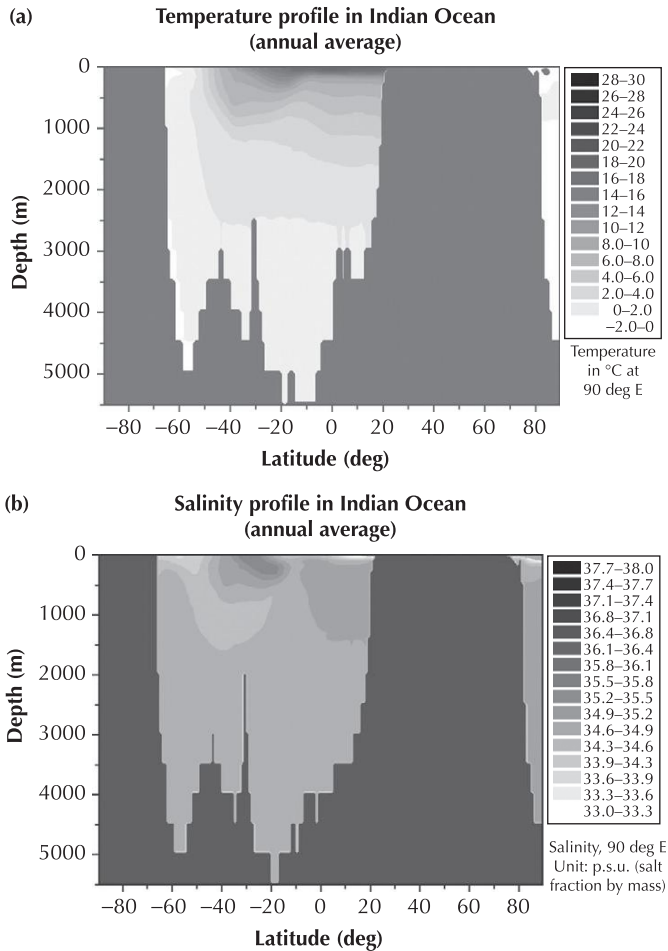 (a) Temperature profile in Indian Ocean
(annual average)
0
1000
2000
3000
4000
5000
Depth (m)
−80 −60 −40 −20 0 20 40 60 80
Latitude (deg)
28–30
26–28
24–26
22–24
20–22
18–20
16–18
14–16
12–14
10–12
8.0–10
6.0–8.0
4.0–6.0
2.0–4.0
0–2.0
−2.0–0
Temperature
in °C at
90 deg E
(b) Salinity profile in Indian Ocean
(annual average)
0
1000
2000
3000
4000
5000
Depth (m)
−80 −60 −40 −20 0 20 40 60 80
Latitude (deg)
37.7–38.0
37.4–37.7
37.1–37.4
36.8–37.1
36.4–36.8
36.1–36.4
35.8–36.1
35.5–35.8
35.2–35.5
34.9–35.2
34.6–34.9
34.3–34.6
33.9–34.3
33.6–33.9
33.3–33.6
33.0–33.3
Salinity, 90 deg E
Unit: p.s.u. (salt
fraction by mass)